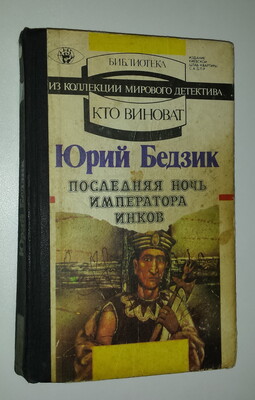 БИБЛИОТЕКА
ИЗ КОЛЛЕКЦИИ МИРОВОГО ДЕТЕКТИВА
КТО ВИНОВАТ
Юрий Бедзик
ПОСЛЕДНЯЯ НОЧЬ
ИМПЕРАТОРА
ИНКОВ